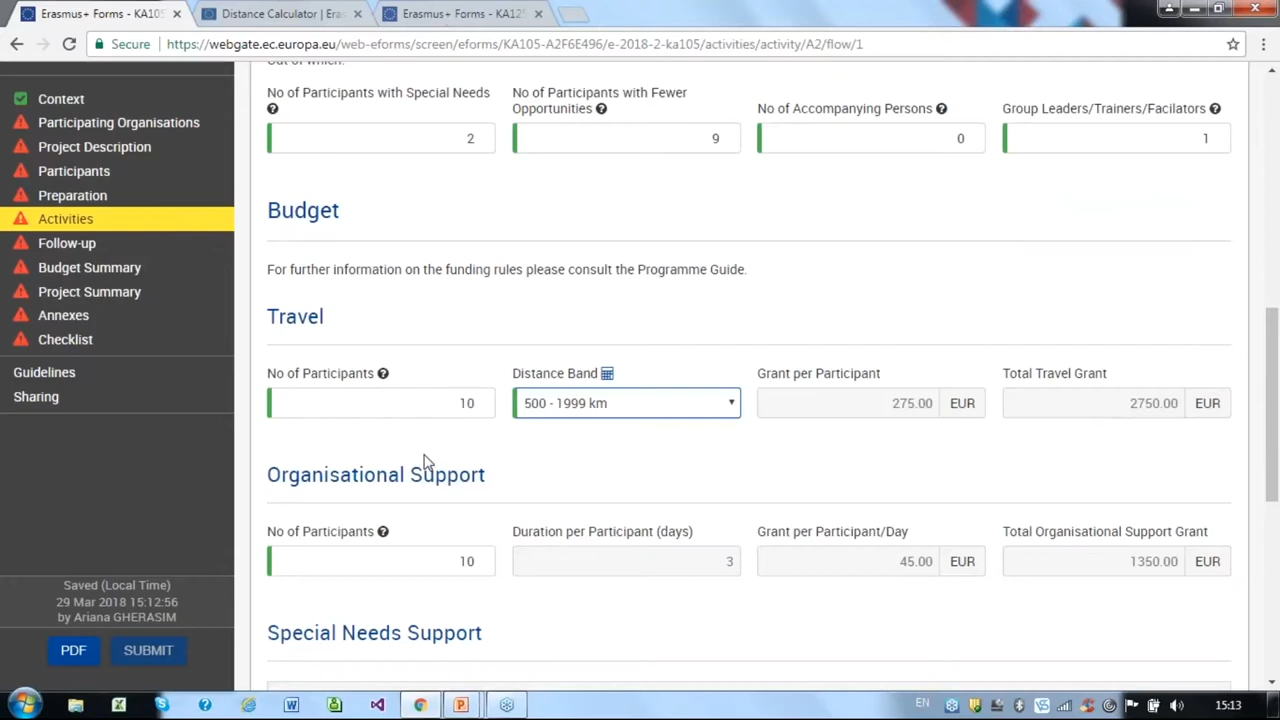 Erasmus+ Forms - KA105
Distance Calculator | Eras
Erasmus+ Forms - KA125
Secure
https://webgate.ec.europa.eu/web-eforms/screen/eforms/KA105-A2F6E496/e-2018-2-ka105/activities/activity/A2/flow/1
Context
Participating Organisations
Project Description
Participants
Preparation
Activities
Follow-up
Budget Summary
Project Summary
Annexes
Checklist
Guidelines
Sharing
Saved (Local Time)
29 Mar 2018 15:12:56
by Ariana GHERASIM
PDF SUBMIT
Out of which:
No of Participants with Special Needs
No of Participants with Fewer
Opportunities
No of Accompanying Persons
Group Leaders/Trainers/Facilators
2 9 0 1
Budget
For further information on the funding rules please consult the Programme Guide.
Travel
No of Participants Distance Band Grant per Participant Total Travel Grant
10 500 - 1999 km 275.00 EUR 2750.00 EUR
Organisational Support
No of Participants Duration per Participant (days) Grant per Participant/Day Total Organisational Support Grant
10 3 45.00 EUR 1350.00 EUR
Special Needs Support
EN 15:13